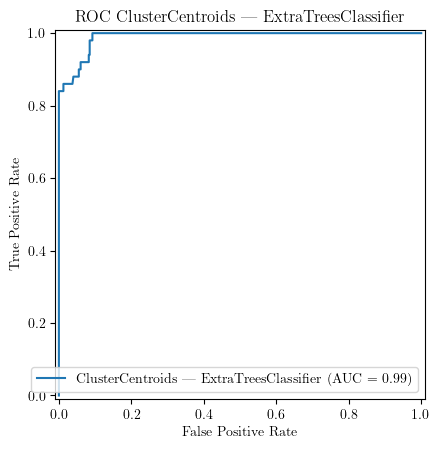 ROC ClusterCentroids — ExtraTreesClassifier
1.0
0.8
0.6
0.4
0.2
0.0
True Positive Rate
ClusterCentroids — ExtraTreesClassifier (AUC = 0.99)
0.0 0.2 0.4 0.6 0.8 1.0
False Positive Rate